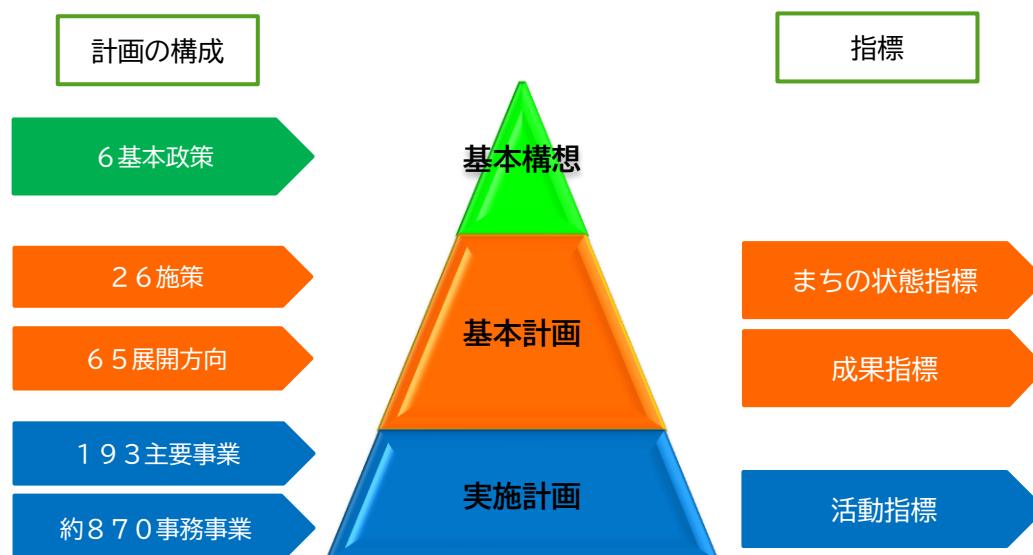 計画の構成
指標
６基本政策
基本構想
２６施策
まちの状態指標
基本計画
６５展開方向
成果指標
１９３主要事業
実施計画
活動指標
約８７０事務事業